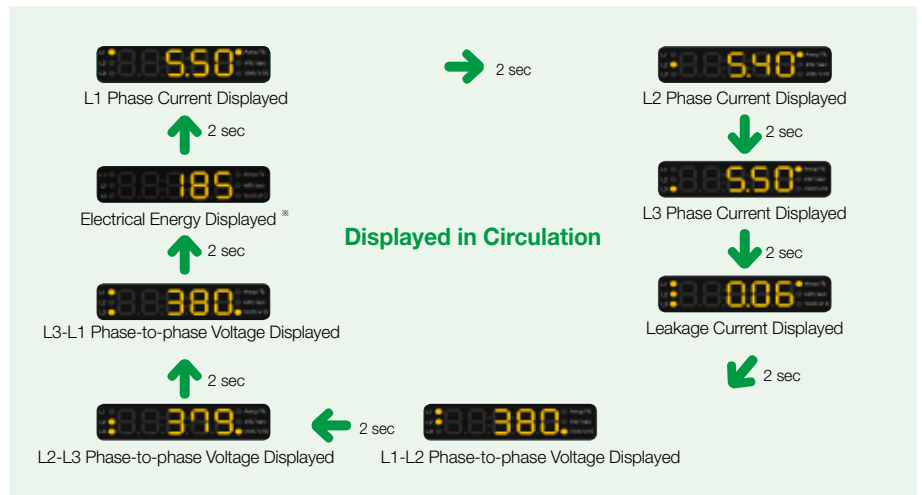 5.50
2 sec
5.40
L1 Phase Current Displayed
L2 Phase Current Displayed
2 sec
2 sec
185
5.50
Electrical Energy Displayed ※
L3 Phase Current Displayed
Displayed in Circulation
2 sec
2 sec
380.
0.06
L3-L1 Phase-to-phase Voltage Displayed
Leakage Current Displayed
2 sec
2 sec
379.
2 sec
380.
L2-L3 Phase-to-phase Voltage Displayed
L1-L2 Phase-to-phase Voltage Displayed